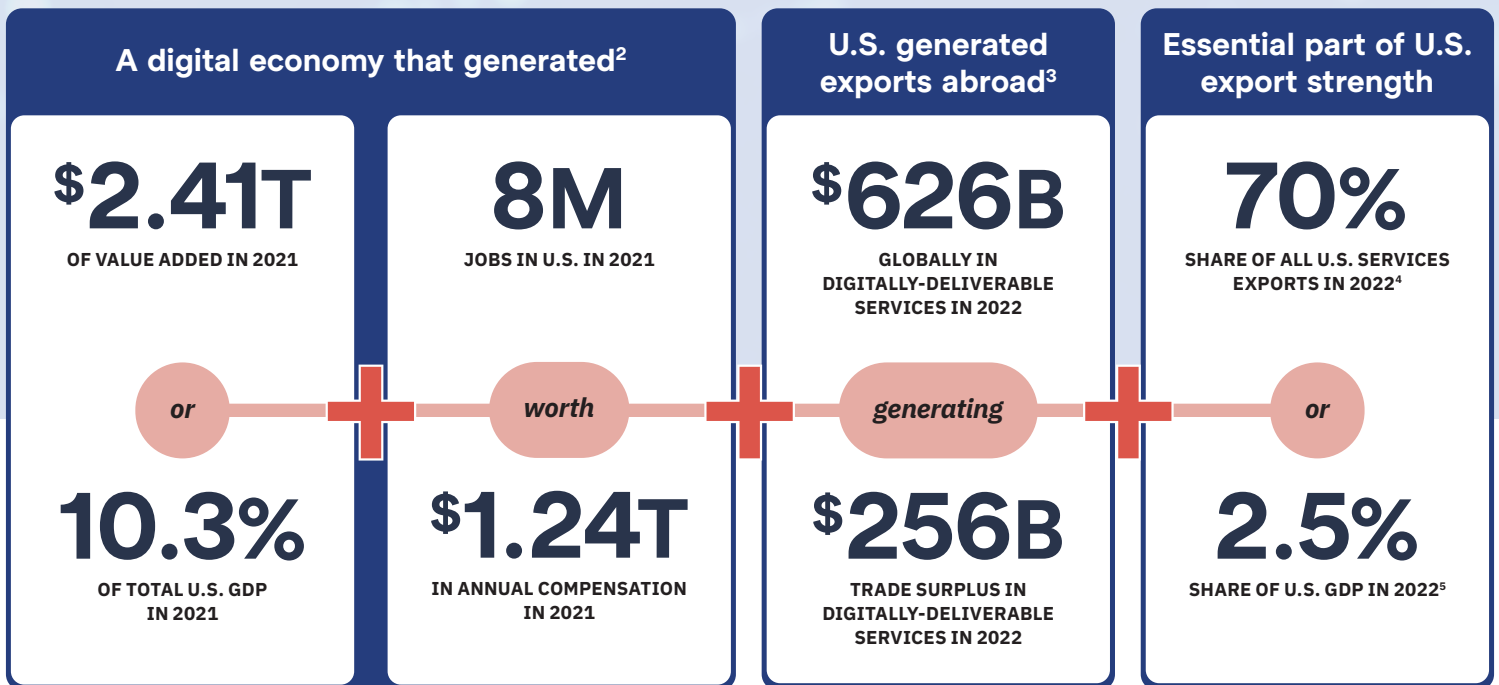 A digital economy that generated²
$2.41T
OF VALUE ADDED IN 2021
or
10.3%
OF TOTAL U.S. GDP
IN 2021
8M
JOBS IN U.S. IN 2021
worth
$1.24T
IN ANNUAL COMPENSATION
IN 2021
U.S. generated
exports abroad³
$626B
GLOBALLY IN
DIGITALLY-DELIVERABLE
SERVICES IN 2022
generating
$256B
TRADE SURPLUS IN
DIGITALLY-DELIVERABLE
SERVICES IN 2022
Essential part of U.S.
export strength
70%
SHARE OF ALL U.S. SERVICES
EXPORTS IN 2022⁴
or
2.5%
SHARE OF U.S. GDP IN 2022⁵